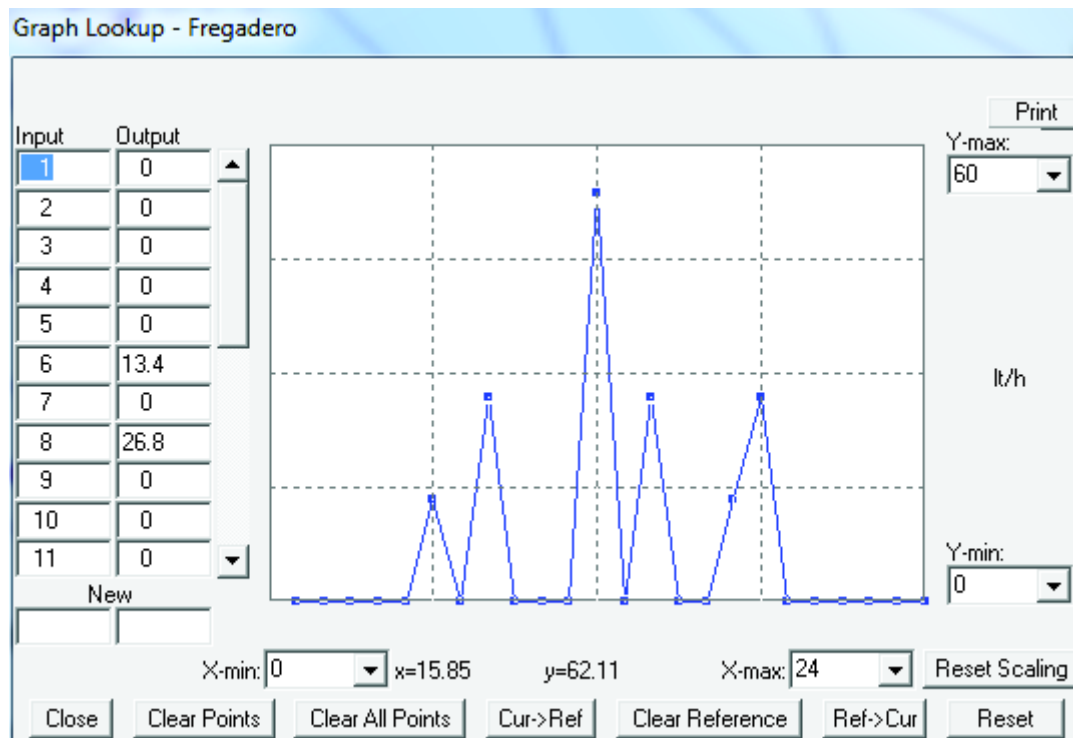 Graph Lookup - Fregadero
Print
Input Output
Y-max:
1 0
60
2 0
3 0
4 0
5 0
6 13.4
lt/h
7 0
8 26.8
9 0
10 0
11 0
Y-min:
0
New
X-min: 0 x=15.85 y=62.11 X-max: 24 Reset Scaling
Close Clear Points Clear All Points Cur->Ref Clear Reference Ref->Cur Reset